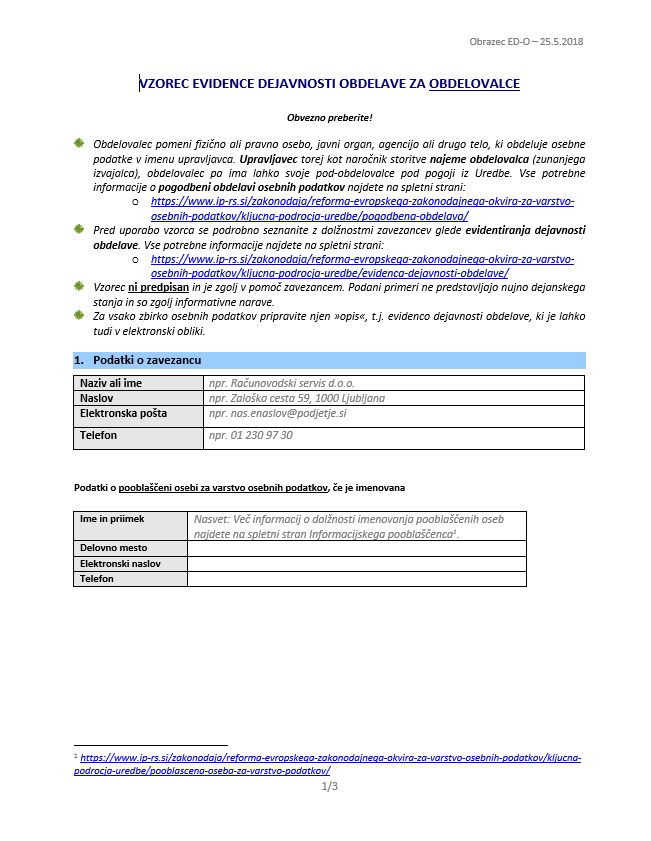 Obrazec ED-O – 25.5.2018
VZOREC EVIDENCE DEJAVNOSTI OBDELAVE ZA OBDELOVALCE
Obvezno preberite!
Obdelovalec pomeni fizično ali pravno osebo, javni organ, agencijo ali drugo telo, ki obdeluje osebne
podatke v imenu upravljavca. Upravljavec torej kot naročnik storitve najeme obdelovalca (zunanjega
izvajalca), obdelovalec pa ima lahko svoje pod-obdelovalce pod pogoji iz Uredbe. Vse potrebne
informacije o pogodbeni obdelavi osebnih podatkov najdete na spletni strani:
o https://www.ip-rs.si/zakonodaja/reforma-evropskega-zakonodajnega-okvira-za-varstvo-
osebnih-podatkov/kljucna-podrocja-uredbe/pogodbena-obdelava/
Pred uporabo vzorca se podrobno seznanite z dolžnostmi zavezancev glede evidentiranja dejavnosti
obdelave. Vse potrebne informacije najdete na spletni strani:
o https://www.ip-rs.si/zakonodaja/reforma-evropskega-zakonodajnega-okvira-za-varstvo-
osebnih-podatkov/kljucna-podrocja-uredbe/evidenca-dejavnosti-obdelave/
Vzorec ni predpisan in je zgolj v pomoč zavezancem. Podani primeri ne predstavljajo nujno dejanskega
stanja in so zgolj informativne narave.
Za vsako zbirko osebnih podatkov pripravite njen »opis«, t.j. evidenco dejavnosti obdelave, ki je lahko
tudi v elektronski obliki.
1. Podatki o zavezancu
Naziv ali ime npr. Računovodski servis d.o.o.
Naslov npr. Zaloška cesta 59, 1000 Ljubljana
Elektronska pošta npr. nas.enaslov@podjetje.si
Telefon npr. 01 230 97 30
Podatki o pooblaščeni osebi za varstvo osebnih podatkov, če je imenovana
Ime in priimek Nasvet: Več informacij o dolžnosti imenovanja pooblaščenih oseb
najdete na spletni stran Informacijskega pooblaščenca¹.
Delovno mesto
Elektronski naslov
Telefon
¹ https://www.ip-rs.si/zakonodaja/reforma-evropskega-zakonodajnega-okvira-za-varstvo-osebnih-podatkov/kljucna-
podrocja-uredbe/pooblascena-oseba-za-varstvo-podatkov/
1/3